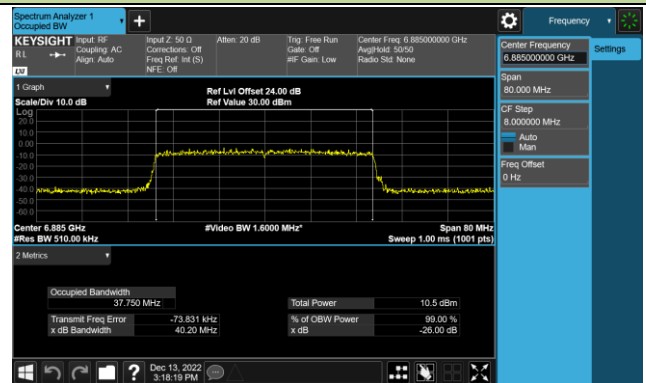 Spectrum Analyzer 1
Occupied BW
Frequency
KEYSIGHT
RL
Input: RF
Coupling: AC
Align: Auto
Input Z: 50 Ω
Corrections: Off
Freq Ref: Int (S)
NFE: Off
Atten: 20 dB
Trig: Free Run
Gate: Off
#IF Gain: Low
Center Freq: 6.885000000 GHz
Avg|Hold: 50/50
Radio Std: None
Center Frequency
6.885000000 GHz
Settings
Span
80.000 MHz
CF Step
8.000000 MHz
Auto
Man
Freq Offset
0 Hz
1 Graph
Scale/Div 10.0 dB
Ref Lvl Offset 24.00 dB
Ref Value 30.00 dBm
Log
20.0
10.0
0.00
-10.0
-20.0
-30.0
-40.0
-50.0
-60.0
Center 6.885 GHz
#Video BW 1.6000 MHz*
Span 80 MHz
#Res BW 510.00 kHz
Sweep 1.00 ms (1001 pts)
2 Metrics
Occupied Bandwidth
37.750 MHz
Total Power 10.5 dBm
Transmit Freq Error -73.831 kHz
% of OBW Power 99.00 %
x dB Bandwidth 40.20 MHz
x dB -26.00 dB
?
Dec 13, 2022
3:18:19 PM